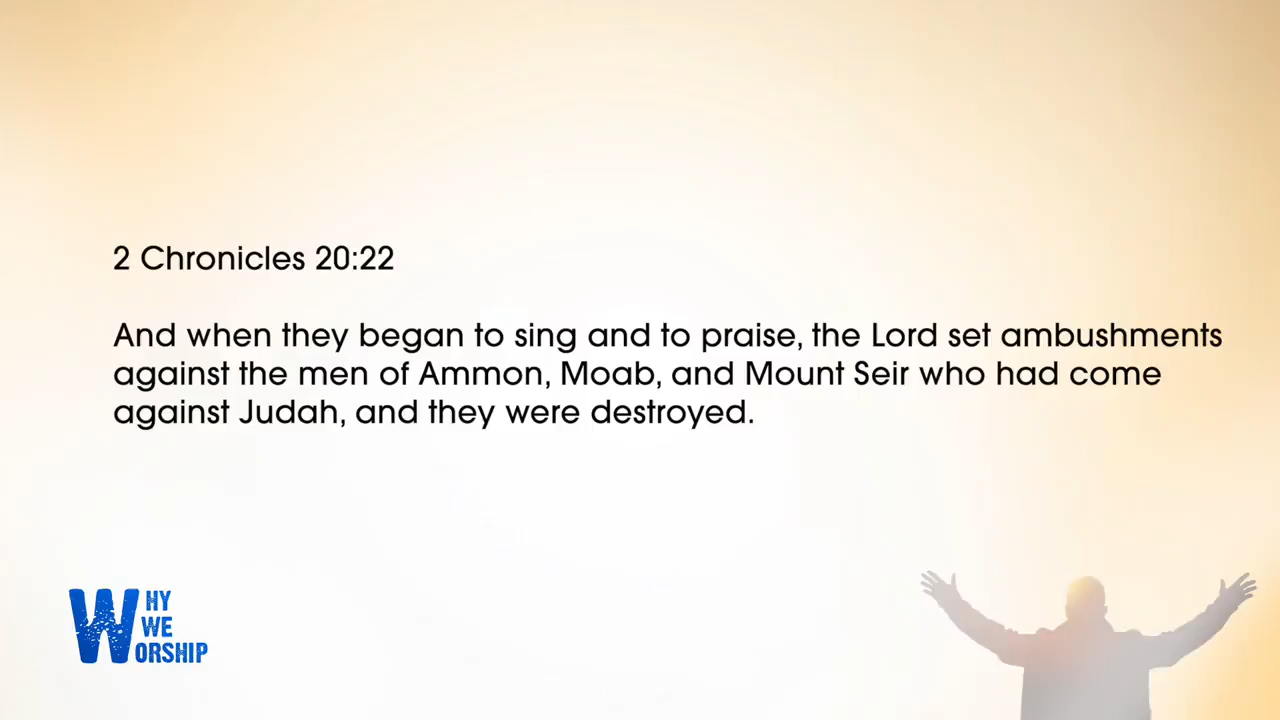 2 Chronicles 20:22
And when they began to sing and to praise, the Lord set ambushments
against the men of Ammon, Moab, and Mount Seir who had come
against Judah, and they were destroyed.
WHY
WE
WORSHIP